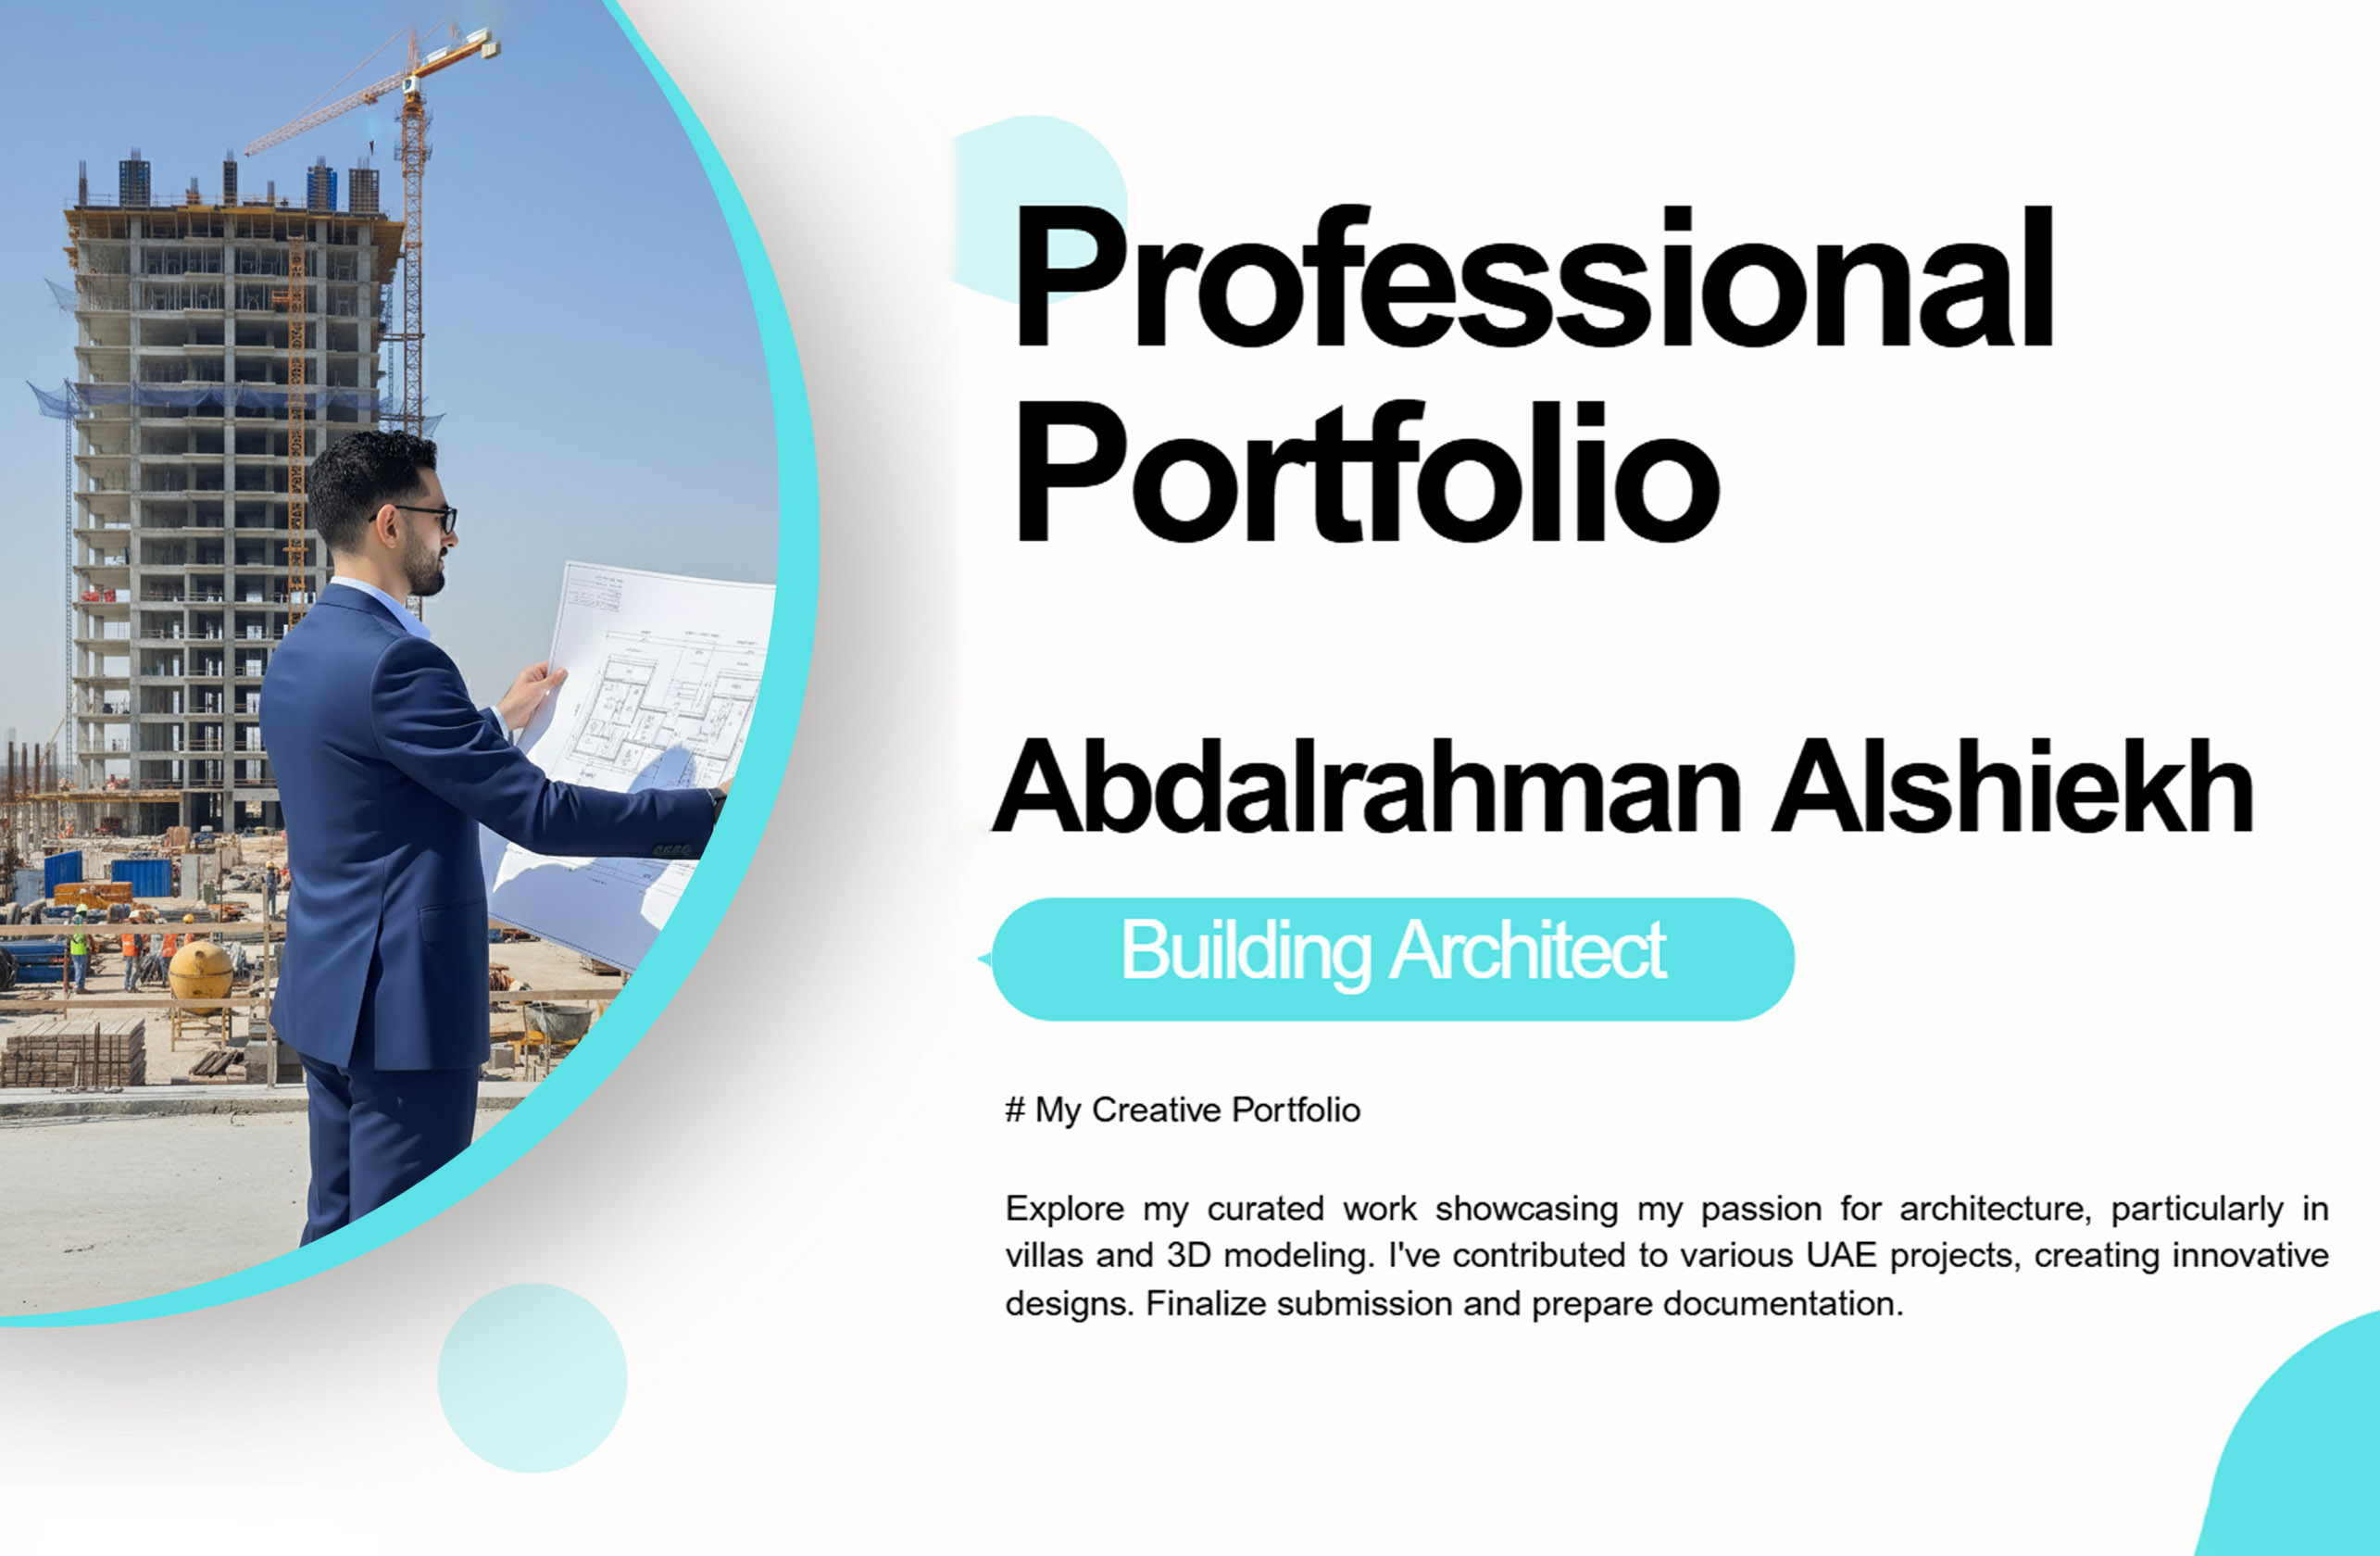 Professional
Portfolio
Abdalrahman Alshiekh
Building Architect
# My Creative Portfolio
Explore my curated work showcasing my passion for architecture, particularly in
villas and 3D modeling. I've contributed to various UAE projects, creating innovative
designs. Finalize submission and prepare documentation.